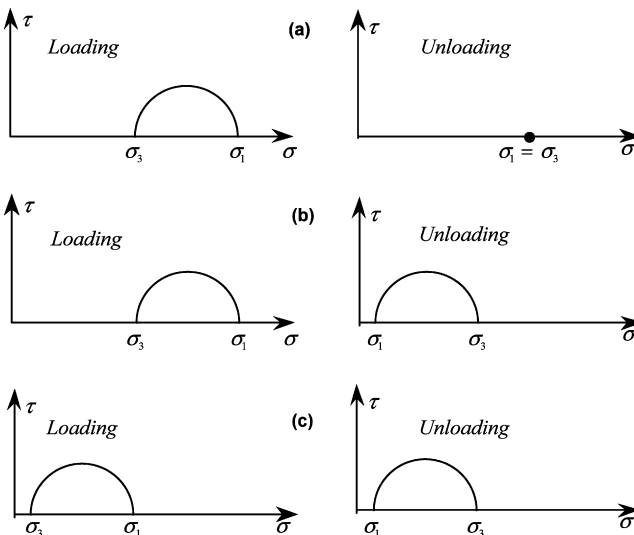 τ
Loading
σ₃
σ₁
σ
(a)
τ
Unloading
σ₁ = σ₃
σ
τ
Loading
σ₃
σ₁
σ
(b)
τ
Unloading
σ₁
σ₃
σ
τ
Loading
σ₃
σ₁
σ
(c)
τ
Unloading
σ₁
σ₃
σ